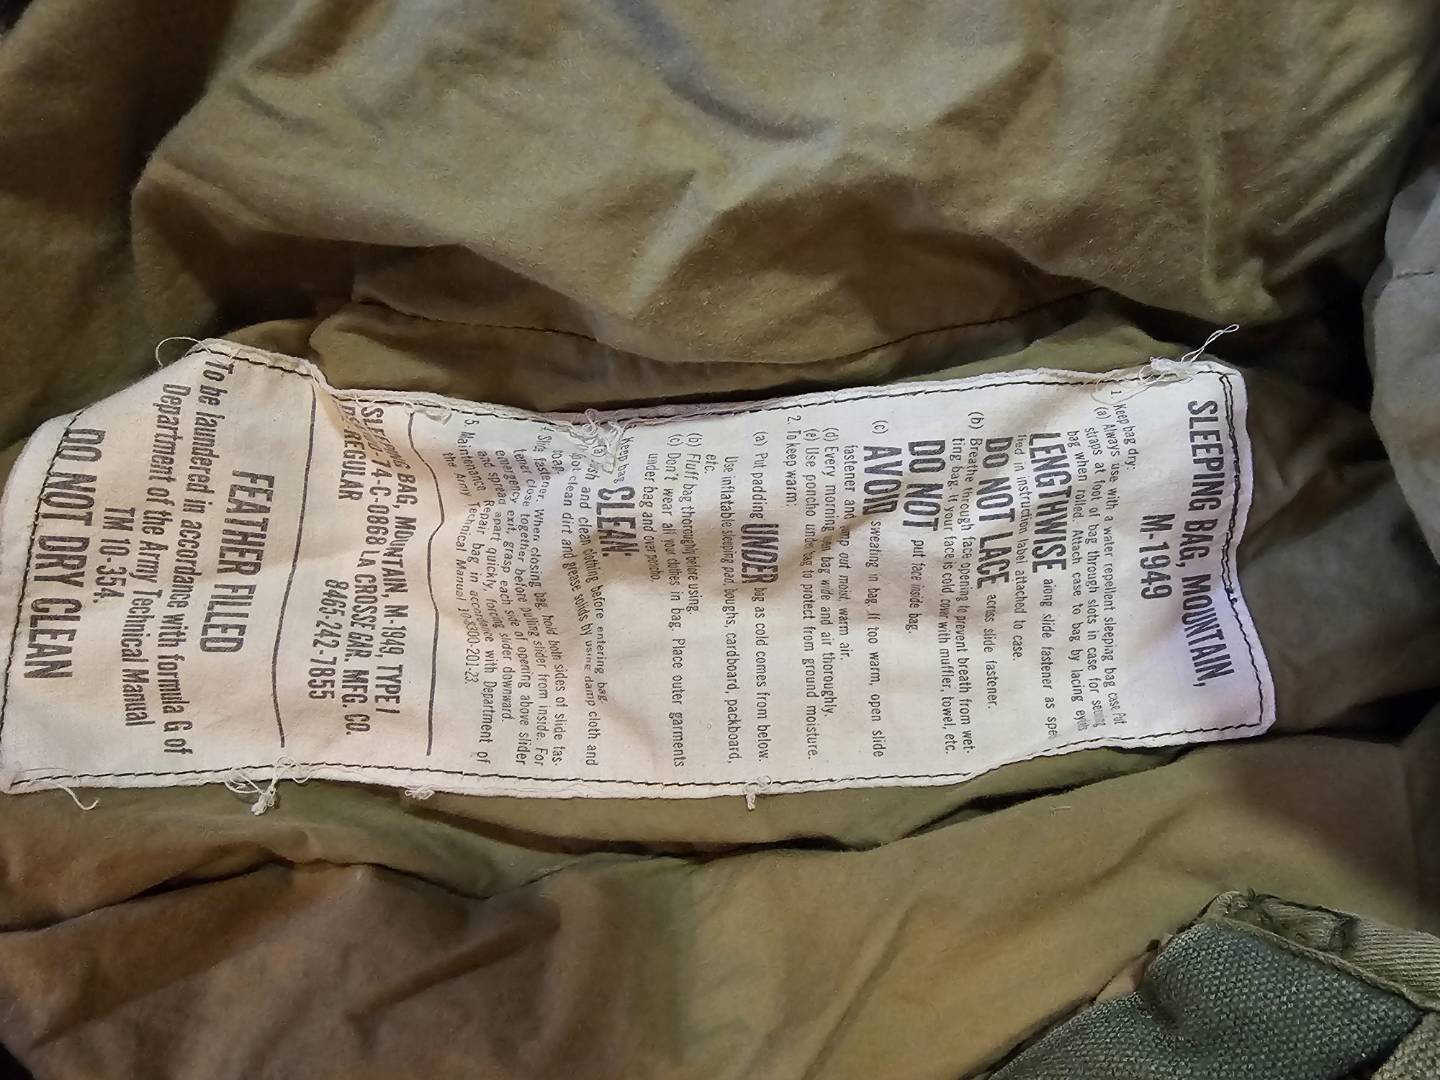 SLEEPING BAG, MOUNTAIN,
M-1949
1. Keep bag dry:
(a) Always use with a water repellent sleeping bag case. Put
straps at foot of bag through slots in case for
bag when rolled. Attach case to bag by lacing
LENGTHWISE along slide fastener as
in instruction label attached to case.
DO NOT LACE across slide fastener.
(b) Breathe through face opening to prevent breath from wet-
ting bag. If your face is cold, cover with muffler, towel, etc.
DO NOT put face inside bag.
(c) AVOID sweating in bag. If too warm, open slide
fastener and out moist warm air.
(d) Every morning bag wide and air thoroughly.
(e) Use poncho under bag to protect from ground moisture.
2. To keep warm:
(a) Put padding UNDER bag as cold comes from below.
Use inflatable sleeping pad, boughs, cardboard, packboard,
etc.
(b) Fluff bag thoroughly before using.
(c) Don't wear all your clothes in bag. Place outer garments
under bag and over poncho.
Keep bag CLEAN.
and clean clothing before entering bag.
clean dirt and grease solids by using damp cloth and
fastener. When closing bag, hold both sides of slide fas-
tener close together before pulling slider from inside. For
emergency exit, grasp each side of opening above slider
and spread apart quickly, forcing slider downward.
5. Maintenance Repair bag in accordance with Department of
the Army Technical Manual 10-8400-201-23.
SLEEPING BAG, MOUNTAIN, M-1949, TYPE I
-74-C-0868 LA CROSSE GAR. MFG. CO.
REGULAR 8465-242-7855
FEATHER FILLED
To be laundered in accordance with formula G of
Department of the Army Technical Manual
TM 10-354.
DO NOT DRY CLEAN